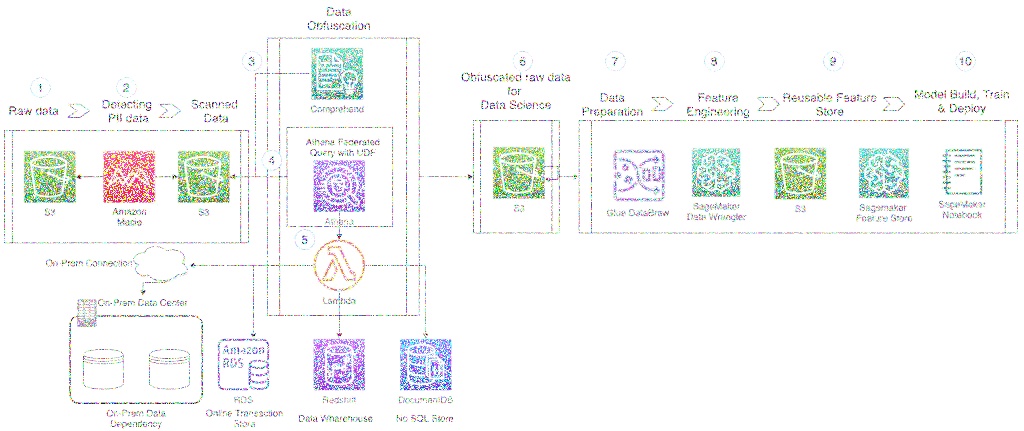 Data
Obfuscation
1
2
3
6
7
8
9
10
Raw data
Detecting
PII data
Scanned
Data
Comprehend
Obfuscated raw data
for
Data Science
Data
Preparation
Feature
Engineering
Reusable Feature
Store
Model Build, Train
& Deploy
4
Athena Federated
Query with UDF
S3
Amazon
Macie
S3
Athena
S3
Glue DataBrew
SageMaker
Data Wrangler
S3
Sagemaker
Feature Store
SageMaker
Notebook
5
On-Prem Connection
Lambda
On-Prem Data Center
Amazon
RDS
RDS
Online Transaction
Store
Redshift
Data Wharehouse
DocumentDB
No SQL Store
On-Prem Data
Dependency